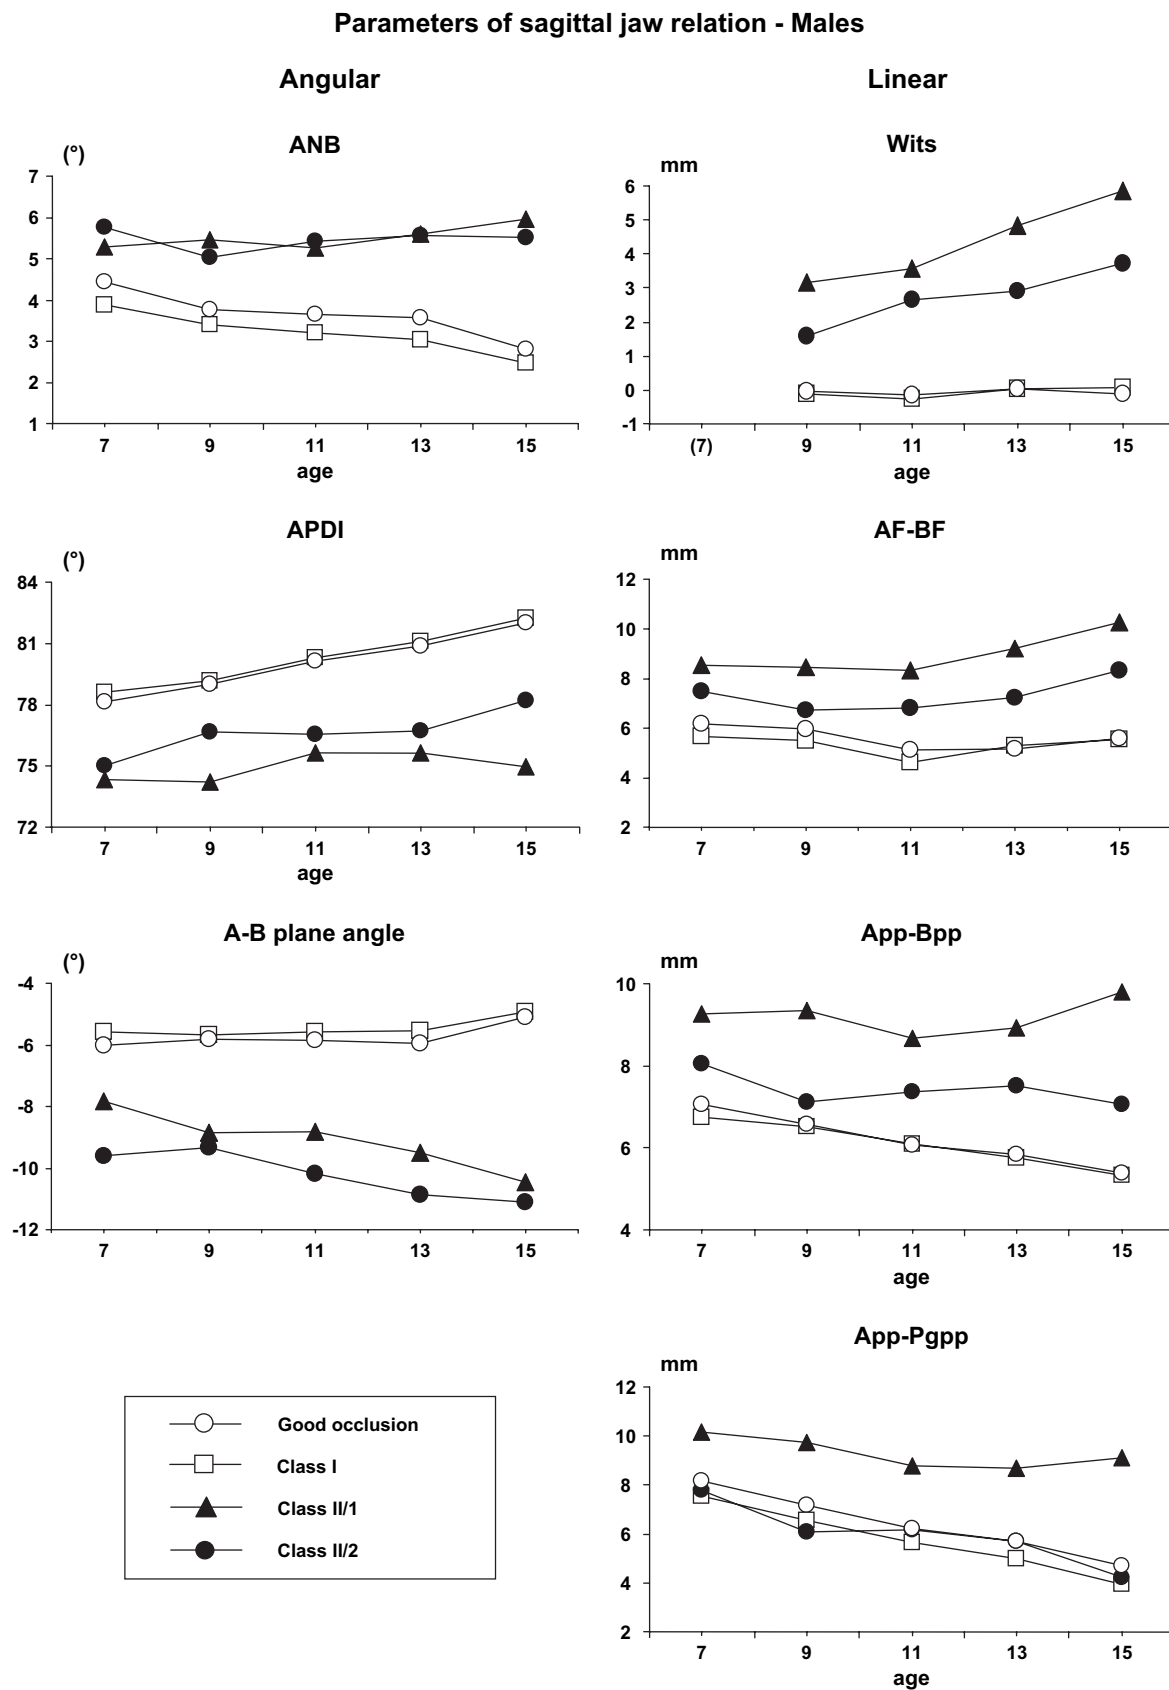 Parameters of sagittal jaw relation - Males
Angular
Linear
ANB
(°)
7
6
5
4
3
2
1
7 9 11 13 15
age
Wits
mm
6
5
4
3
2
1
0
-1
(7) 9 11 13 15
age
APDI
(°)
84
81
78
75
72
7 9 11 13 15
age
AF-BF
mm
12
10
8
6
4
2
7 9 11 13 15
A-B plane angle
(°)
-4
-6
-8
-10
-12
7 9 11 13 15
App-Bpp
mm
10
8
6
4
7 9 11 13 15
age
App-Pgpp
mm
12
10
8
6
4
2
7 9 11 13 15
age
Good occlusion
Class I
Class II/1
Class II/2